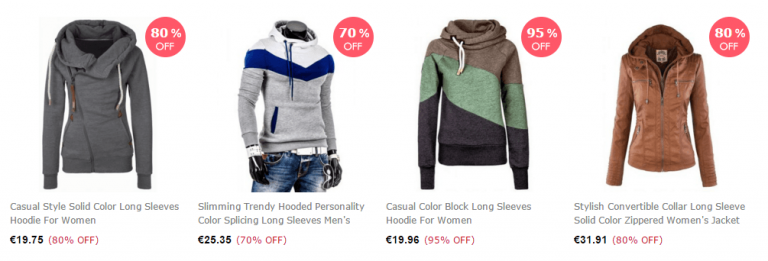 80 %
OFF
70 %
OFF
95 %
OFF
80 %
OFF
Casual Style Solid Color Long Sleeves
Hoodie For Women
€19.75 (80% OFF)
Slimming Trendy Hooded Personality
Color Splicing Long Sleeves Men's
€25.35 (70% OFF)
Casual Color Block Long Sleeves
Hoodie For Women
€19.96 (95% OFF)
Stylish Convertible Collar Long Sleeve
Solid Color Zippered Women's Jacket
€31.91 (80% OFF)